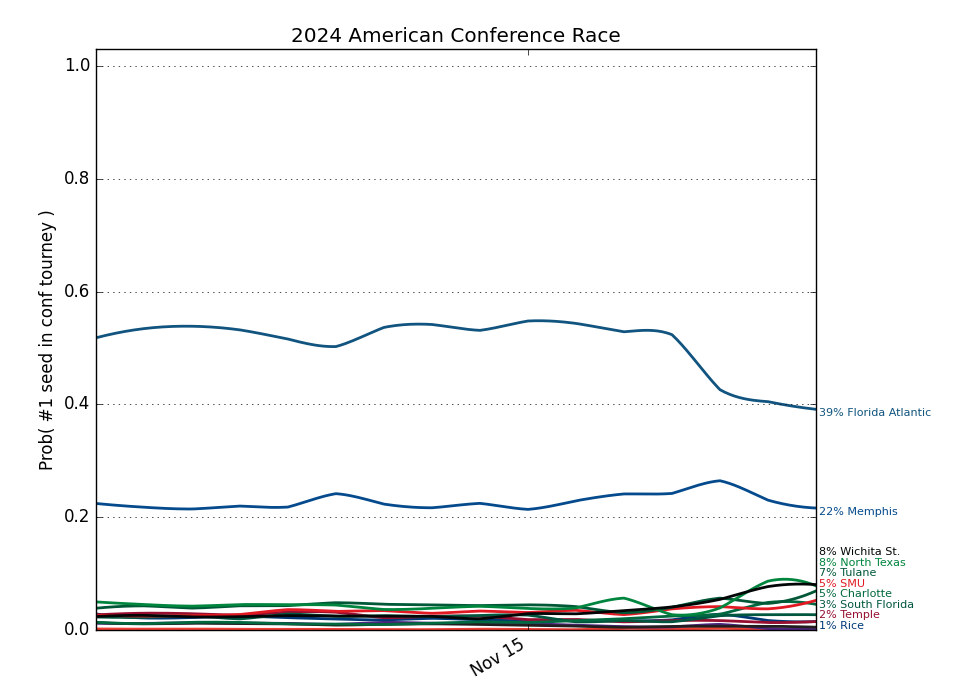 2024 American Conference Race
Prob( #1 seed in conf tourney )
1.0
0.8
0.6
0.4
0.2
0.0
Nov 15
39% Florida Atlantic
22% Memphis
8% Wichita St.
8% North Texas
7% Tulane
5% SMU
5% Charlotte
3% South Florida
2% Temple
1% Rice